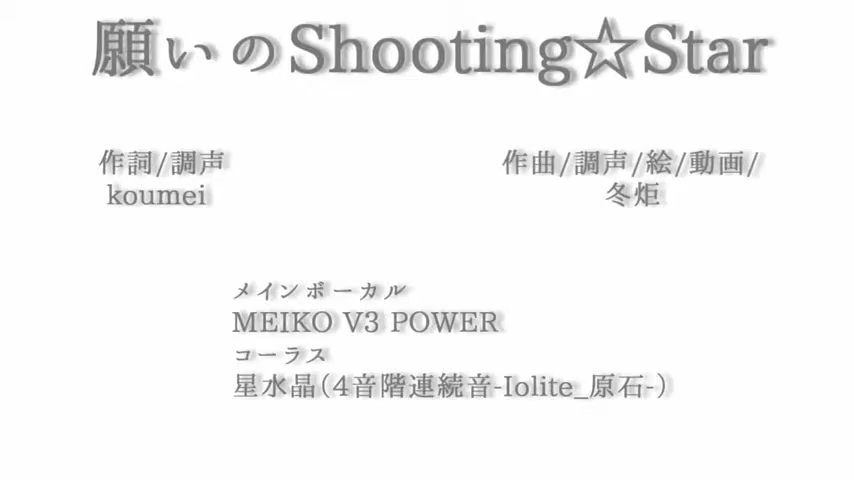 願いのShooting☆Star
作詞/調声
koumei
作曲/調声/絵/動画/
冬炬
メインボーカル
MEIKO V3 POWER
コーラス
星水晶(4音階連続音-Iolite_原石-)